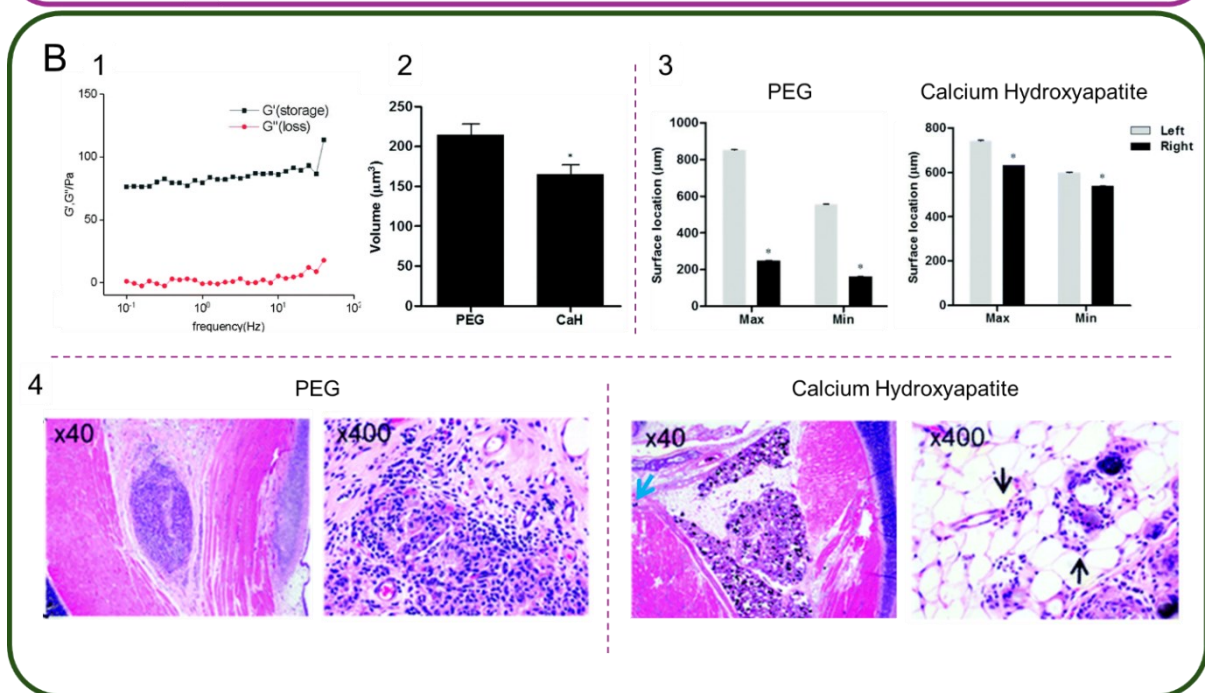 B
1
150
100
50
0
G',G''/Pa
G'(storage)
G''(loss)
10⁻¹
10⁰
10¹
frequency(Hz)
2
250
200
150
100
50
0
Volume (μm³)
*
PEG
CaH
3
PEG
1000
800
600
400
200
0
Surface location (μm)
*
*
Max
Min
Calcium Hydroxyapatite
800
600
400
200
0
Surface location (μm)
Left
Right
*
*
Max
Min
4
PEG
x40
x400
Calcium Hydroxyapatite
x40
x400